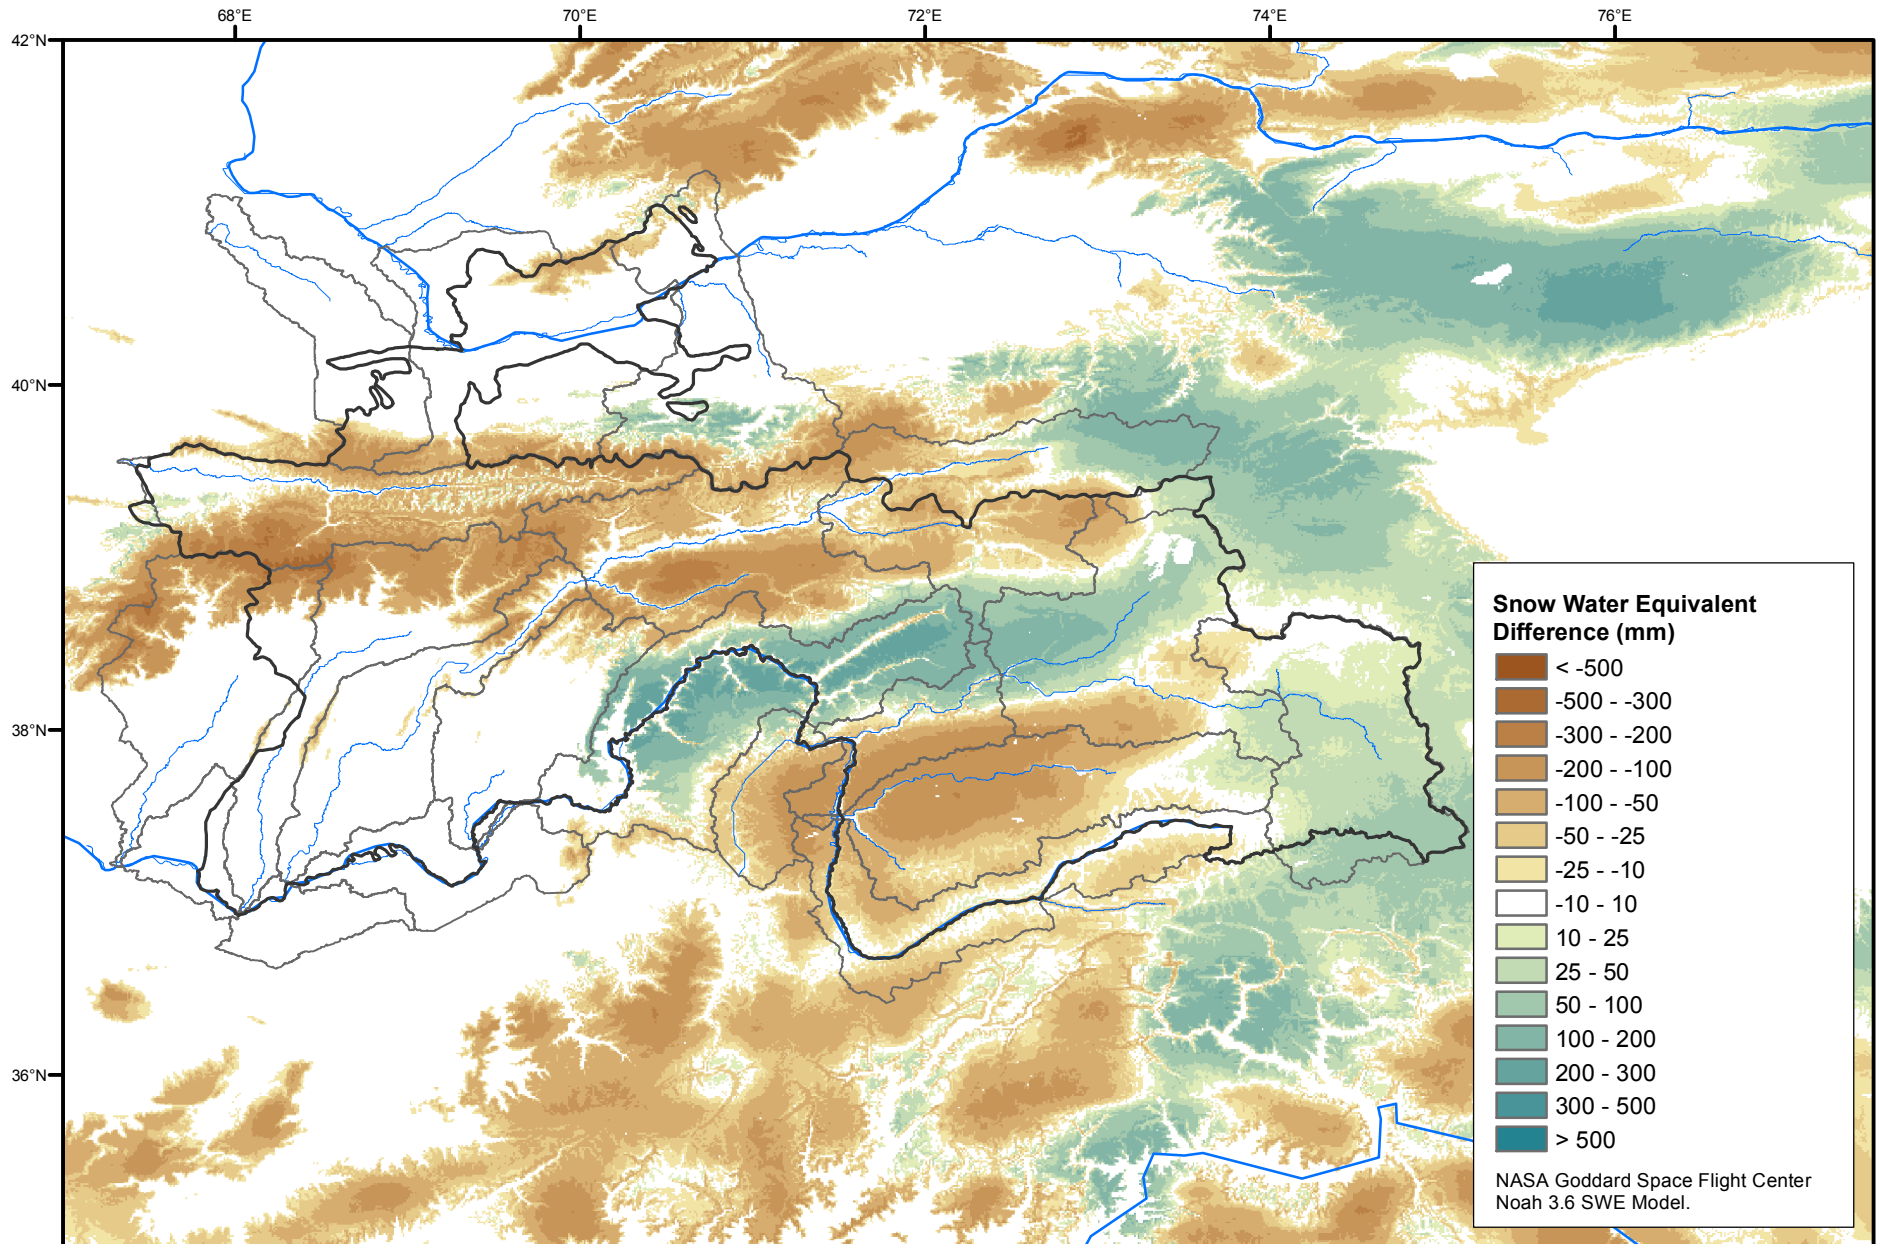 68°E 70°E 72°E 74°E 76°E
42°N
40°N
38°N
36°N
Snow Water Equivalent
Difference (mm)
< -500
-500 - -300
-300 - -200
-200 - -100
-100 - -50
-50 - -25
-25 - -10
-10 - 10
10 - 25
25 - 50
50 - 100
100 - 200
200 - 300
300 - 500
> 500
NASA Goddard Space Flight Center
Noah 3.6 SWE Model.